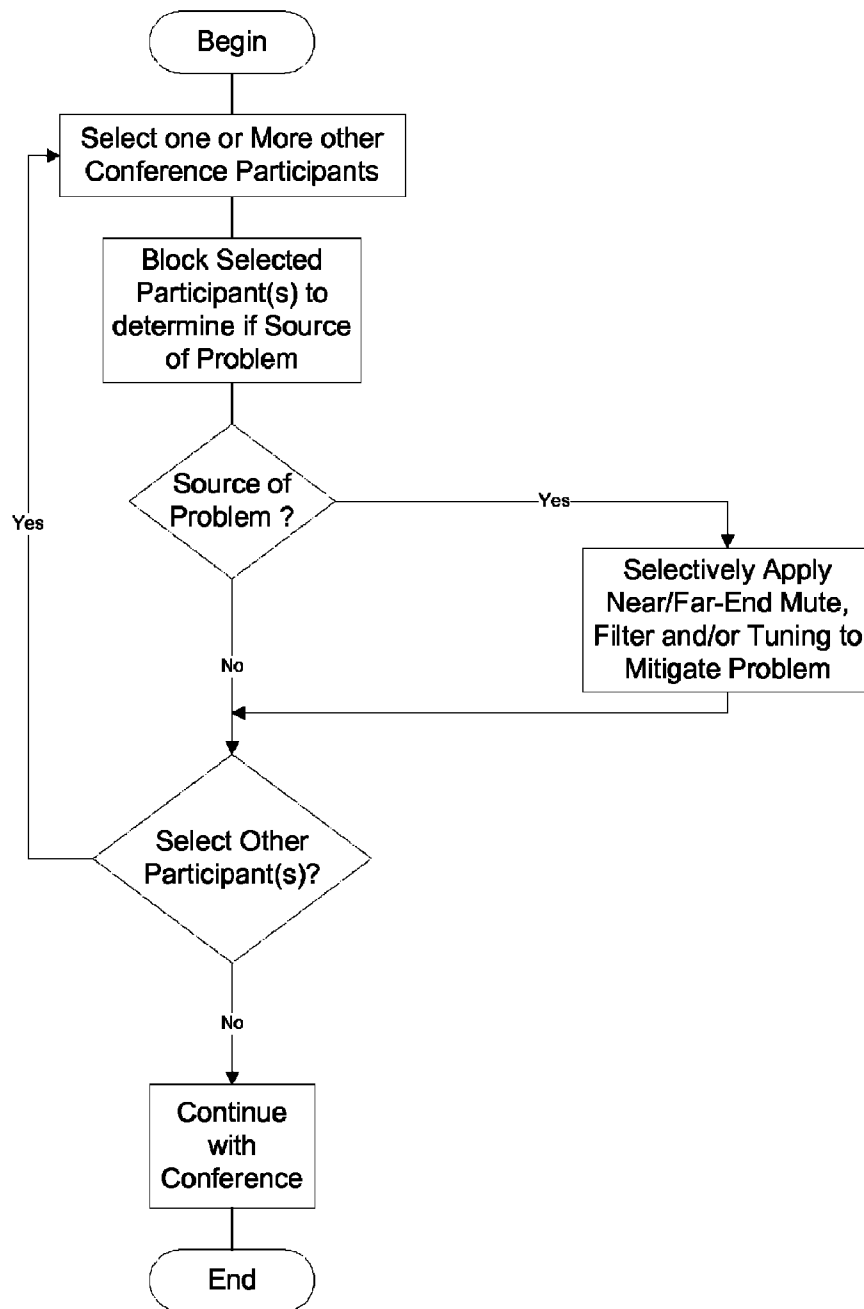 Begin
Select one or More other
Conference Participants
Block Selected
Participant(s) to
determine if Source
of Problem
Source of
Problem ?
Yes
Yes
Selectively Apply
Near/Far-End Mute,
Filter and/or Tuning to
Mitigate Problem
No
Select Other
Participant(s)?
No
Continue
with
Conference
End